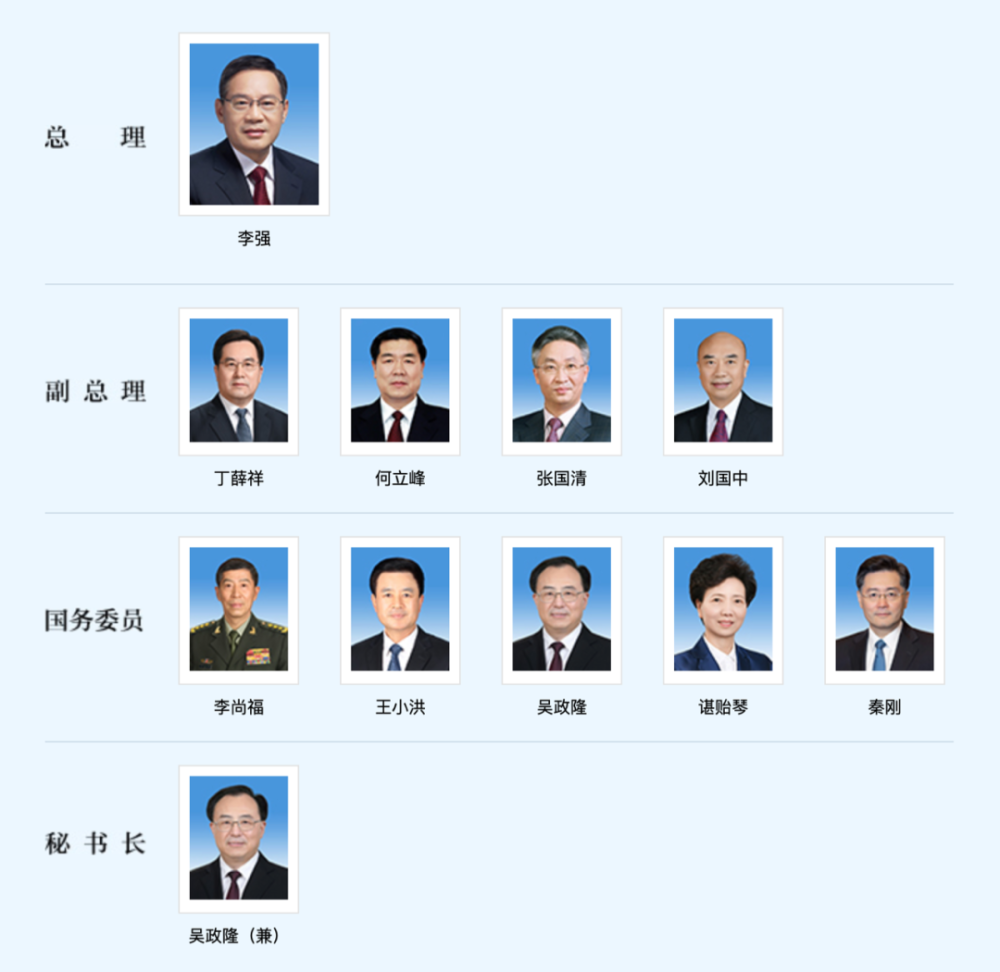 总 理
李强
副总理
丁薛祥 何立峰 张国清 刘国中
国务委员
李尚福 王小洪 吴政隆 谌贻琴 秦刚
秘书长
吴政隆（兼）